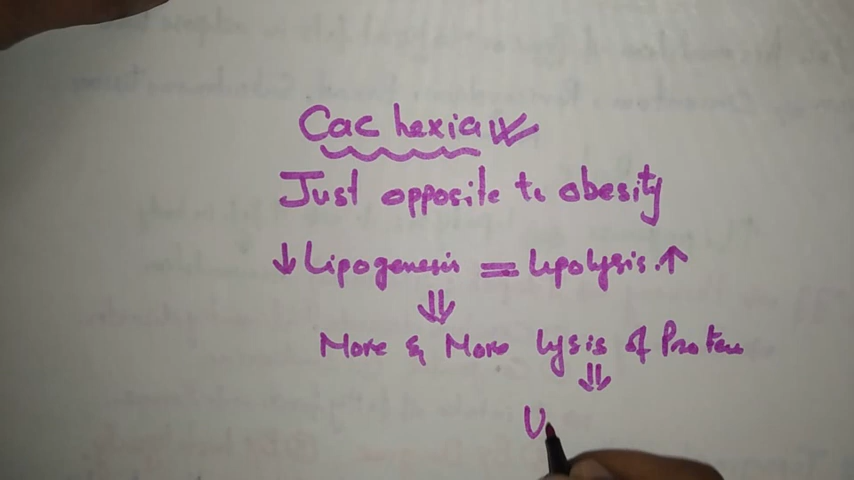 Cachexia
Just opposite to obesity
↓ Lipogenesis = Lipolysis ↑
⇓
More & More lysis of Protein
⇓
U